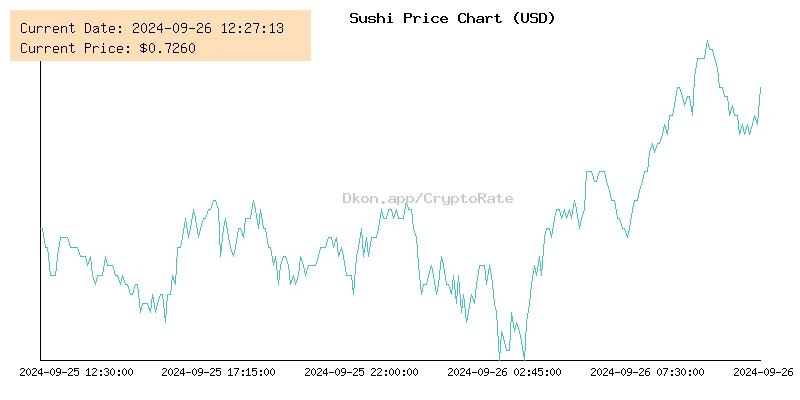 Sushi Price Chart (USD)
Current Date: 2024-09-26 12:27:13
Current Price: $0.7260
Dkon.app/CryptoRate
2024-09-25 12:30:00 2024-09-25 17:15:00 2024-09-25 22:00:00 2024-09-26 02:45:00 2024-09-26 07:30:00 2024-09-26